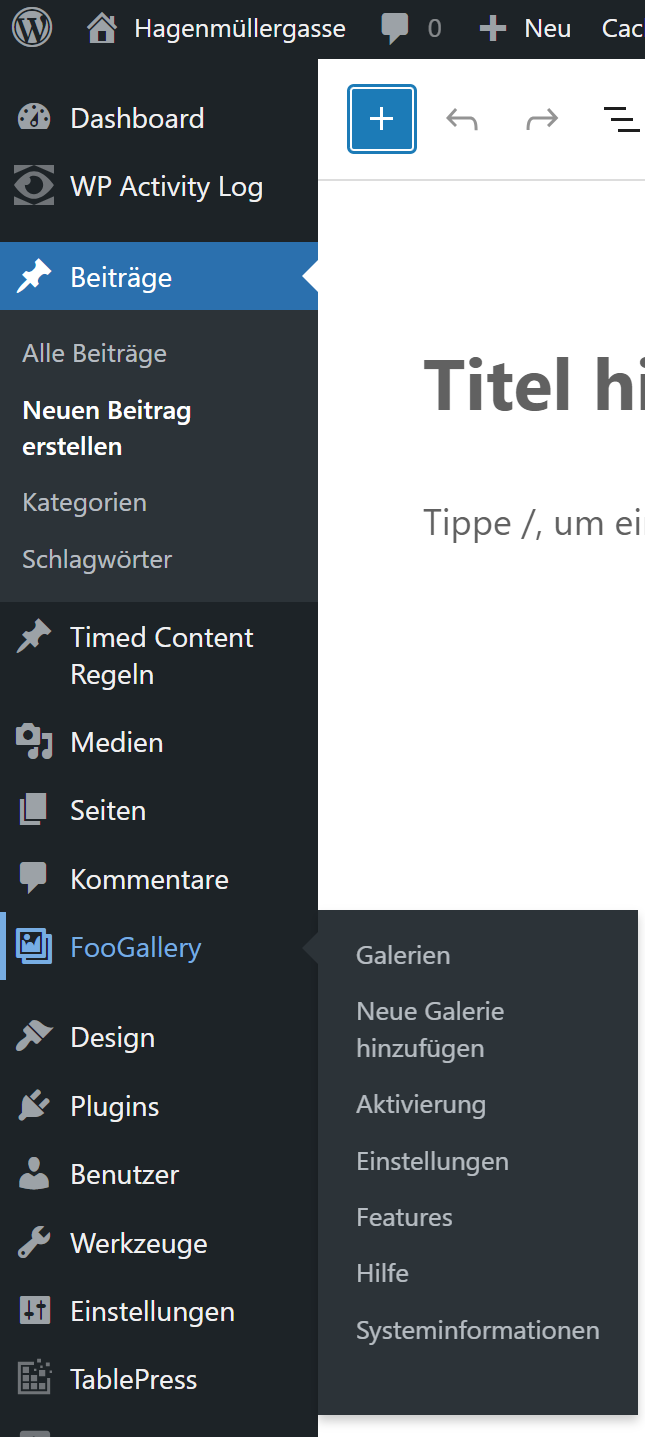 Hagenmüllergasse 0 Neu Cac
Dashboard
WP Activity Log
Beiträge
Alle Beiträge
Neuen Beitrag
erstellen
Kategorien
Schlagwörter
Timed Content
Regeln
Medien
Seiten
Kommentare
FooGallery
Galerien
Neue Galerie
hinzufügen
Aktivierung
Einstellungen
Features
Hilfe
Systeminformationen
Design
Plugins
Benutzer
Werkzeuge
Einstellungen
TablePress
Titel hi
Tippe /, um ei